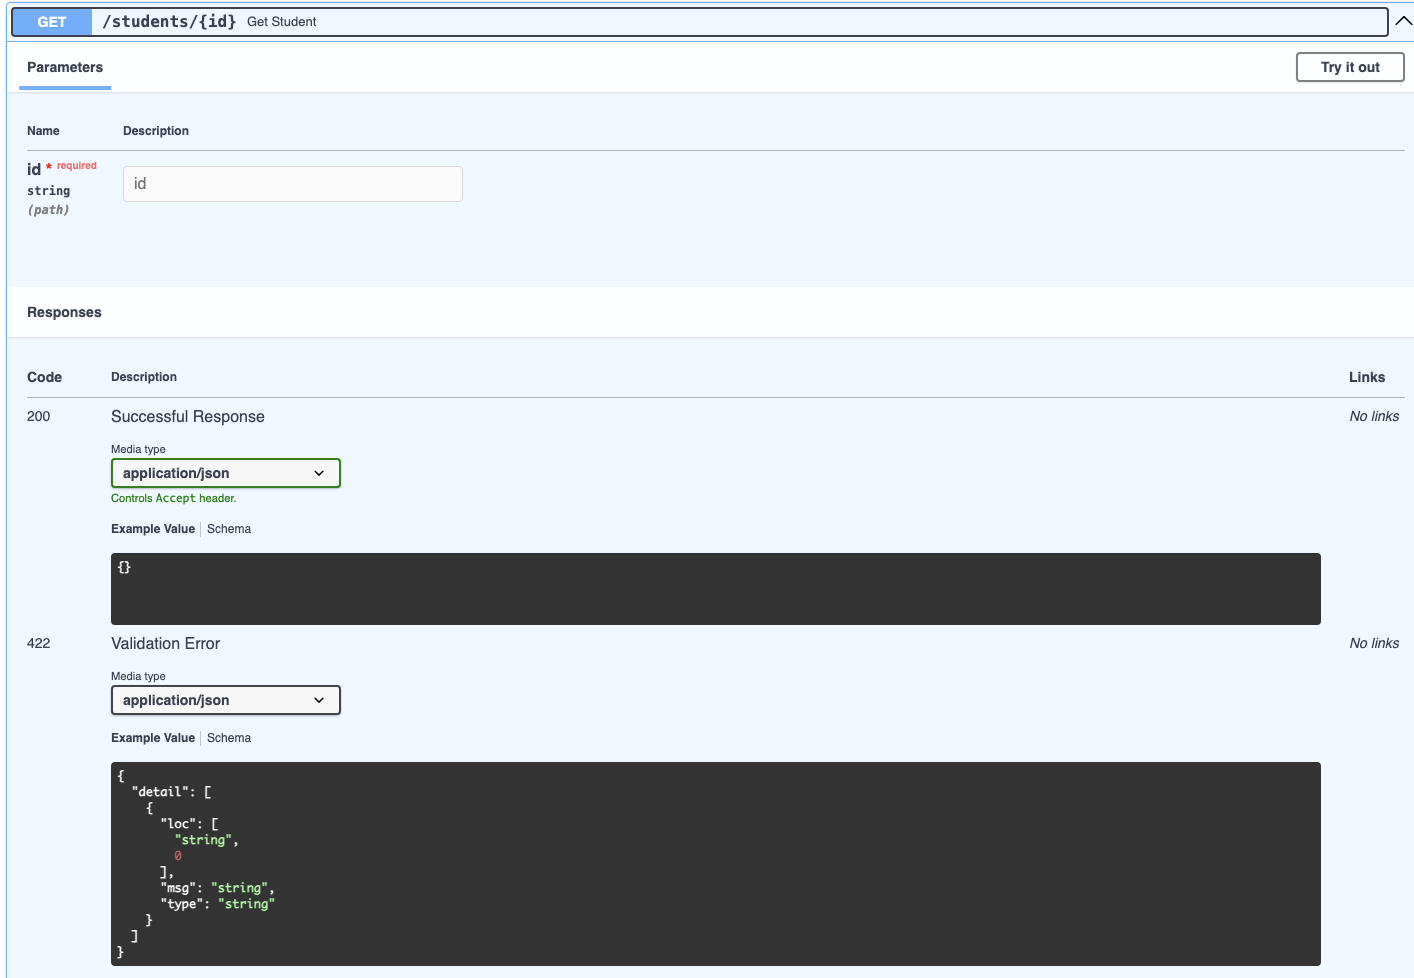 GET /students/{id} Get Student
Parameters
Try it out
Name Description
id * required
string
(path)
id
Responses
Code Description Links
200 Successful Response No links
Media type
application/json
Controls Accept header.
Example Value Schema
{}
422 Validation Error No links
Media type
application/json
Example Value Schema
{
  "detail": [
    {
      "loc": [
        "string",
        0
      ],
      "msg": "string",
      "type": "string"
    }
  ]
}